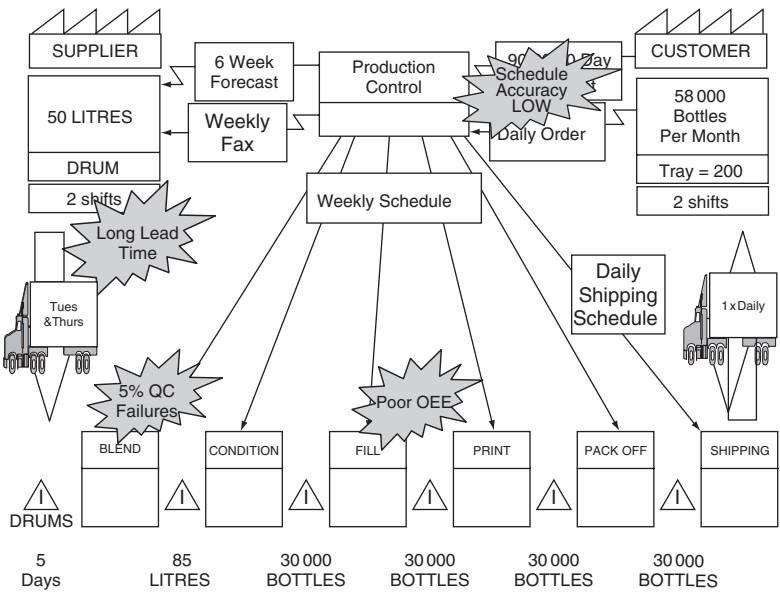 SUPPLIER
50 LITRES
DRUM
2 shifts
6 Week
Forecast
Weekly
Fax
Production
Control
90
Day
Schedule
Accuracy
LOW
Daily Order
CUSTOMER
58 000
Bottles
Per Month
Tray = 200
2 shifts
Weekly Schedule
Long Lead
Time
Tues
&Thurs
Daily
Shipping
Schedule
1xDaily
5% QC
Failures
Poor OEE
BLEND
CONDITION
FILL
PRINT
PACK OFF
SHIPPING
I
I
I
I
I
I
DRUMS
5
Days
85
LITRES
30 000
BOTTLES
30 000
BOTTLES
30 000
BOTTLES
30 000
BOTTLES